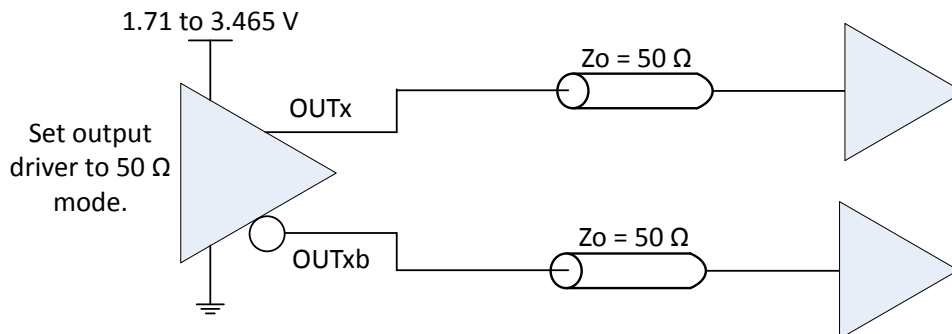 1.71 to 3.465 V
Zo = 50 Ω
OUTx
Set output
driver to 50 Ω
mode.
Zo = 50 Ω
OUTxb